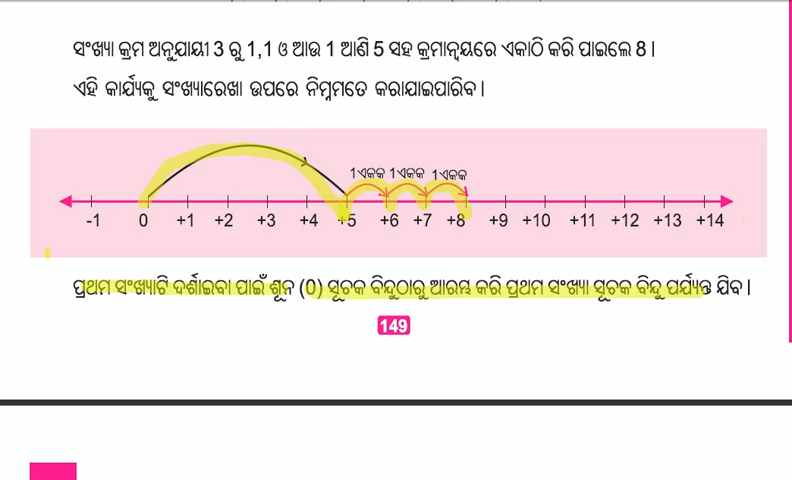 ସଂଖ୍ୟା କ୍ରମ ଅନୁଯାୟୀ 3 ରୁ 1,1 ଓ ଆଉ 1 ଆଣି 5 ସହ କ୍ରମାନ୍ୱୟରେ ଏକାଠି କରି ପାଇଲେ 8।
ଏହି କାର୍ଯ୍ୟକୁ ସଂଖ୍ୟାରେଖା ଉପରେ ନିମ୍ନମତେ କରାଯାଇପାରିବ।
1ଏକକ 1ଏକକ 1ଏକକ
-1 0 +1 +2 +3 +4 +5 +6 +7 +8 +9 +10 +11 +12 +13 +14
ପ୍ରଥମ ସଂଖ୍ୟାଟି ଦର୍ଶାଇବା ପାଇଁ ଶୂନ (0) ସୂଚକ ବିନ୍ଦୁଠାରୁ ଆରମ୍ଭ କରି ପ୍ରଥମ ସଂଖ୍ୟା ସୂଚକ ବିନ୍ଦୁ ପର୍ଯ୍ୟନ୍ତ ଯିବ।
149